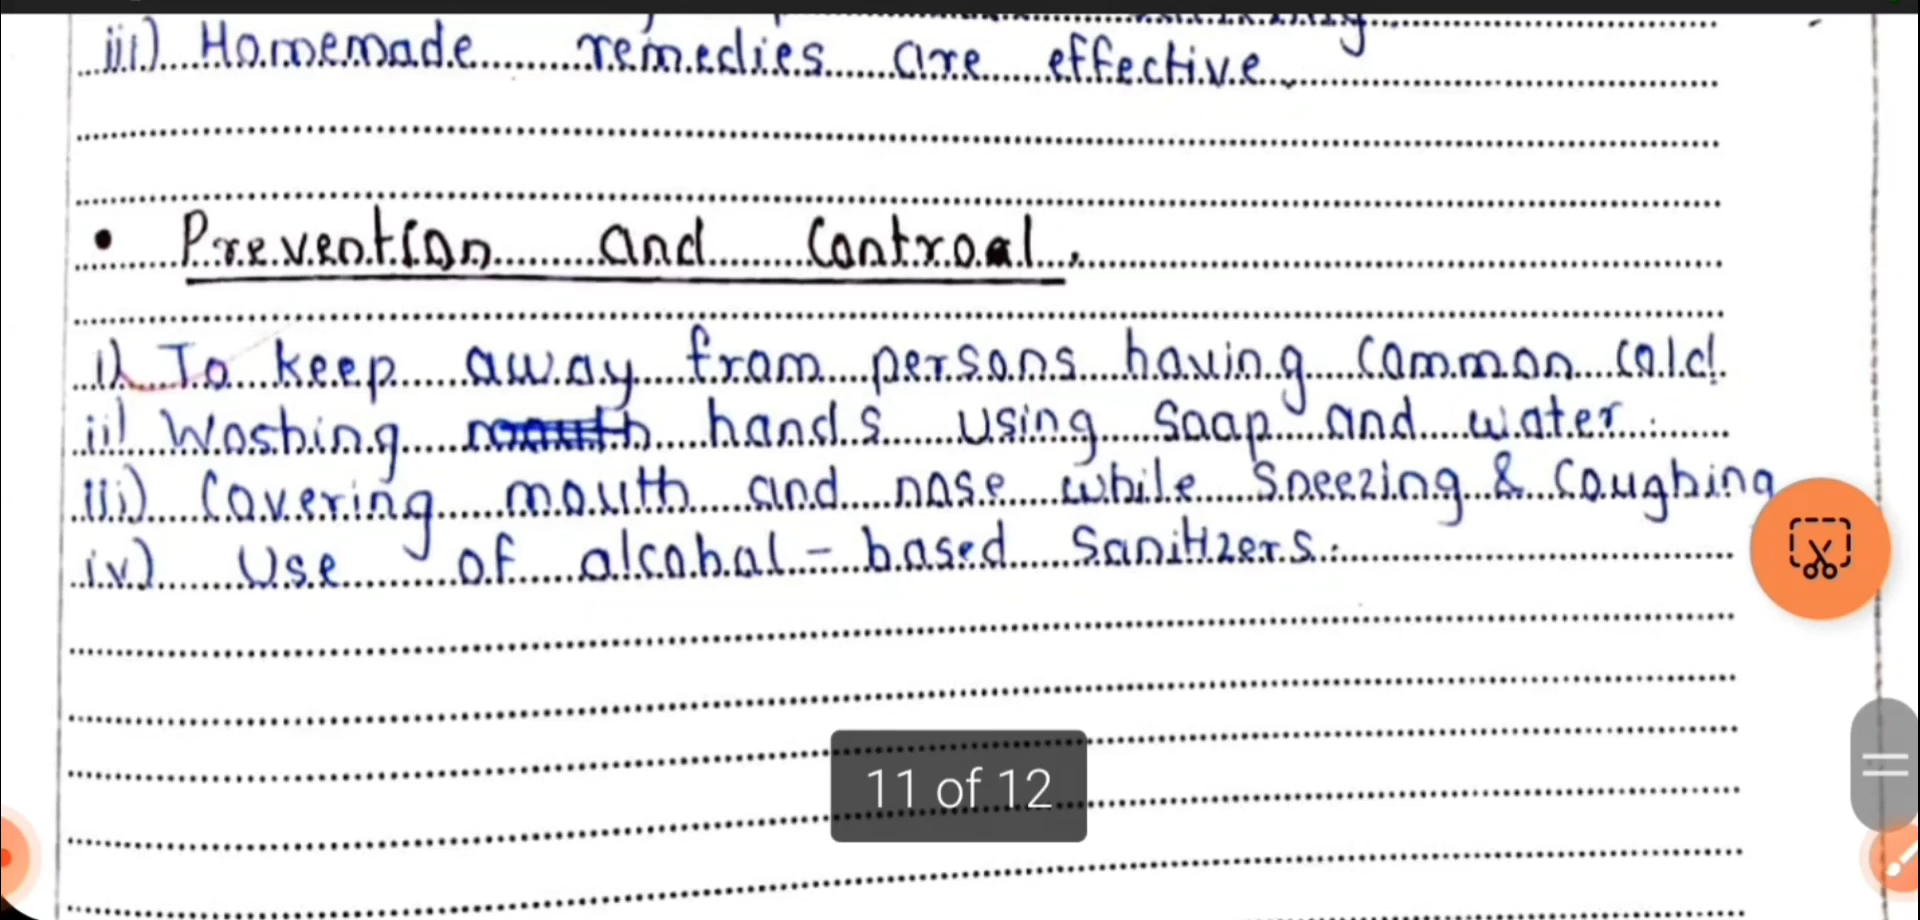 iii) Homemade remedies are effective.
• Prevention and Controal.
i) To keep away from persons having common cold.
ii) Washing mouth hands using Soap and water.
iii) Covering mouth and nose while Sneezing & Coughing
iv) Use of alcohal - based Sanitizers.
11 of 12